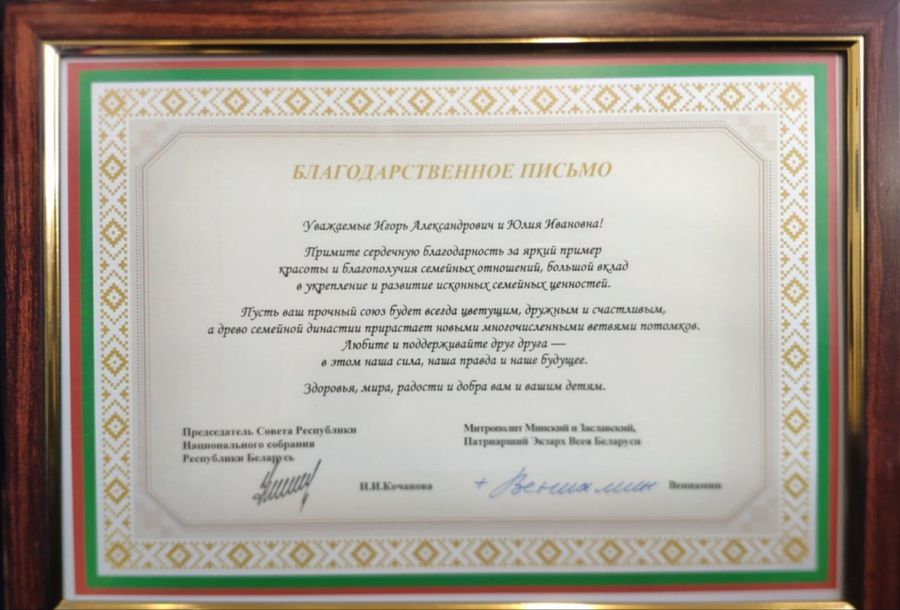 БЛАГОДАРСТВЕННОЕ ПИСЬМО
Уважаемые Игорь Александрович и Юлия Ивановна!
Примите сердечную благодарность за яркий пример
красоты и благополучия семейных отношений, большой вклад
в укрепление и развитие исконных семейных ценностей.
Пусть ваш прочный союз будет всегда цветущим, дружным и счастливым,
а древо семейной династии прирастает новыми многочисленными ветвями потомков.
Любите и поддерживайте друг друга —
в этом наша сила, наша правда и наше будущее.
Здоровья, мира, радости и добра вам и вашим детям.
Председатель Совета Республики
Национального собрания
Республики Беларусь
Н.И.Кочанова
Митрополит Минский и Заславский,
Патриарший Экзарх Всея Беларуси
+ Вениамин Вениамин